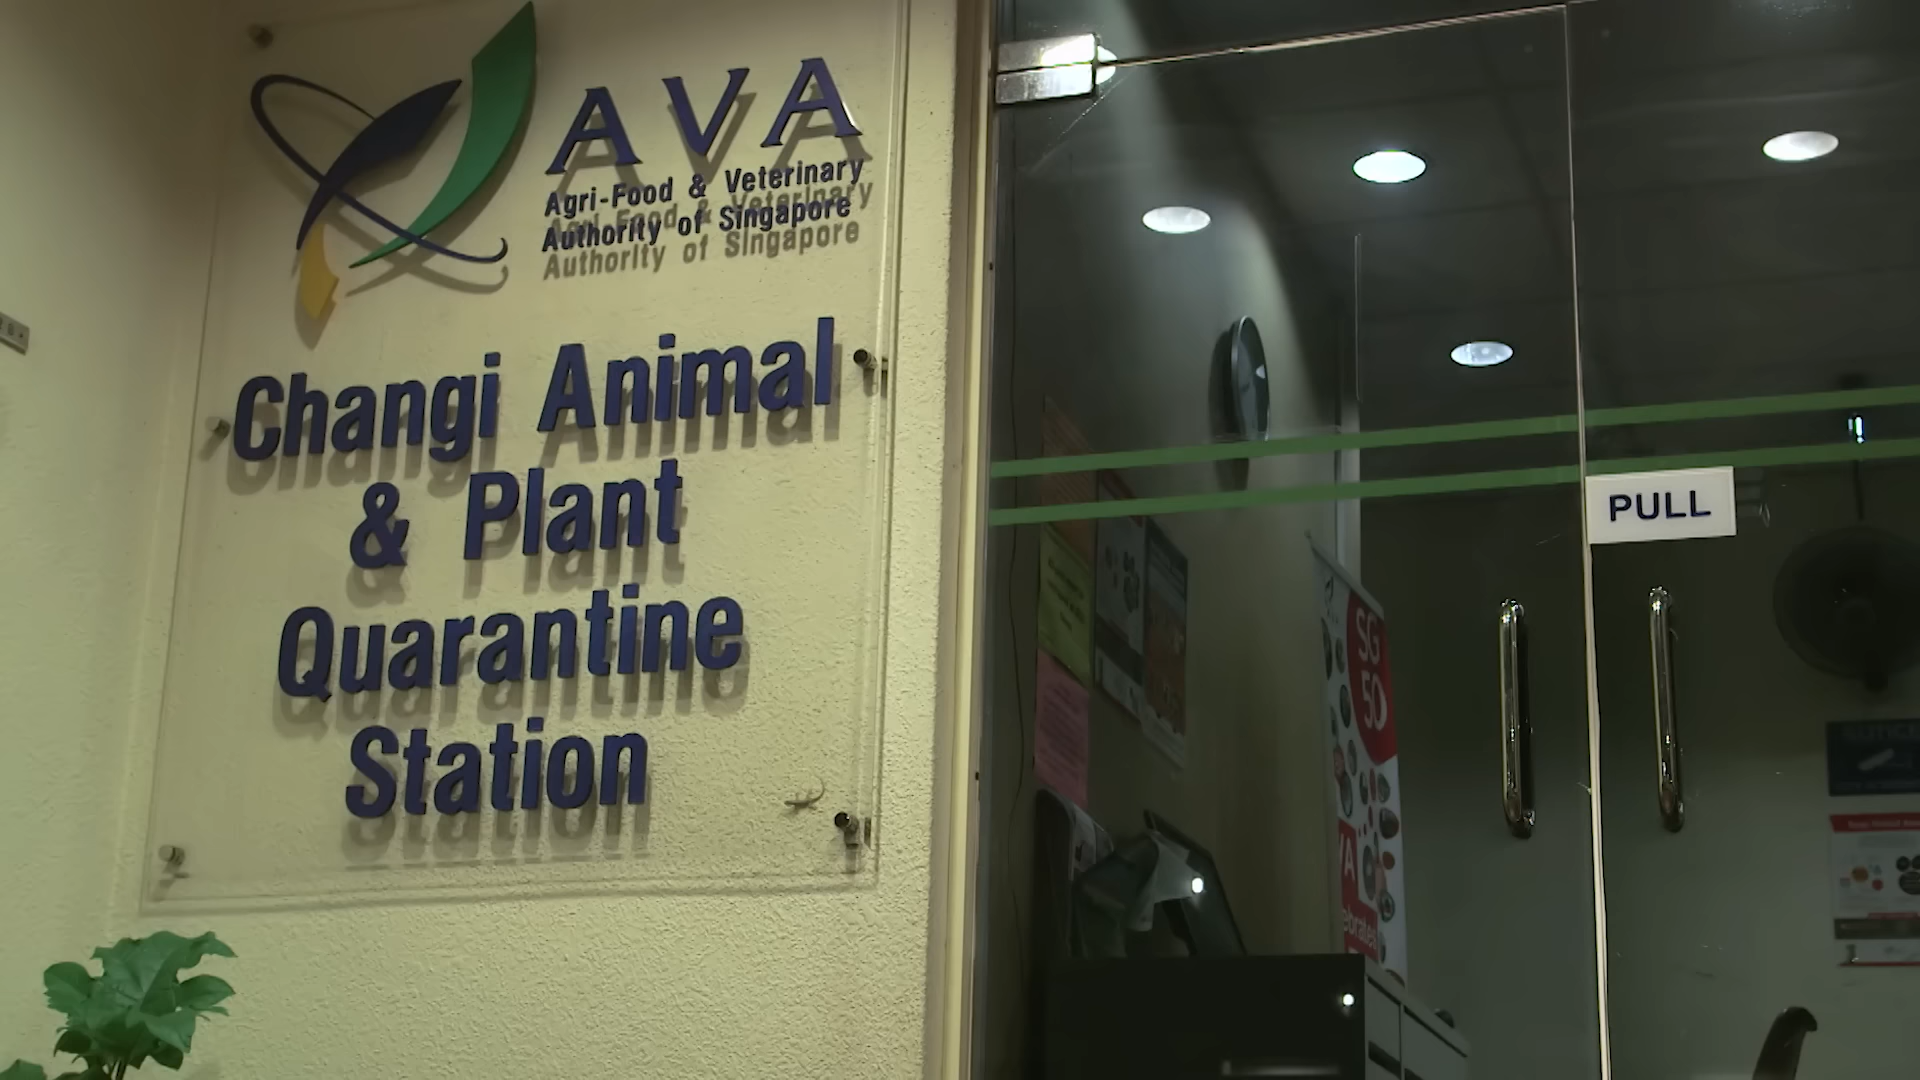 AVA
Agri-Food & Veterinary
Authority of Singapore
Changi Animal
& Plant
Quarantine
Station
PULL
SG
50